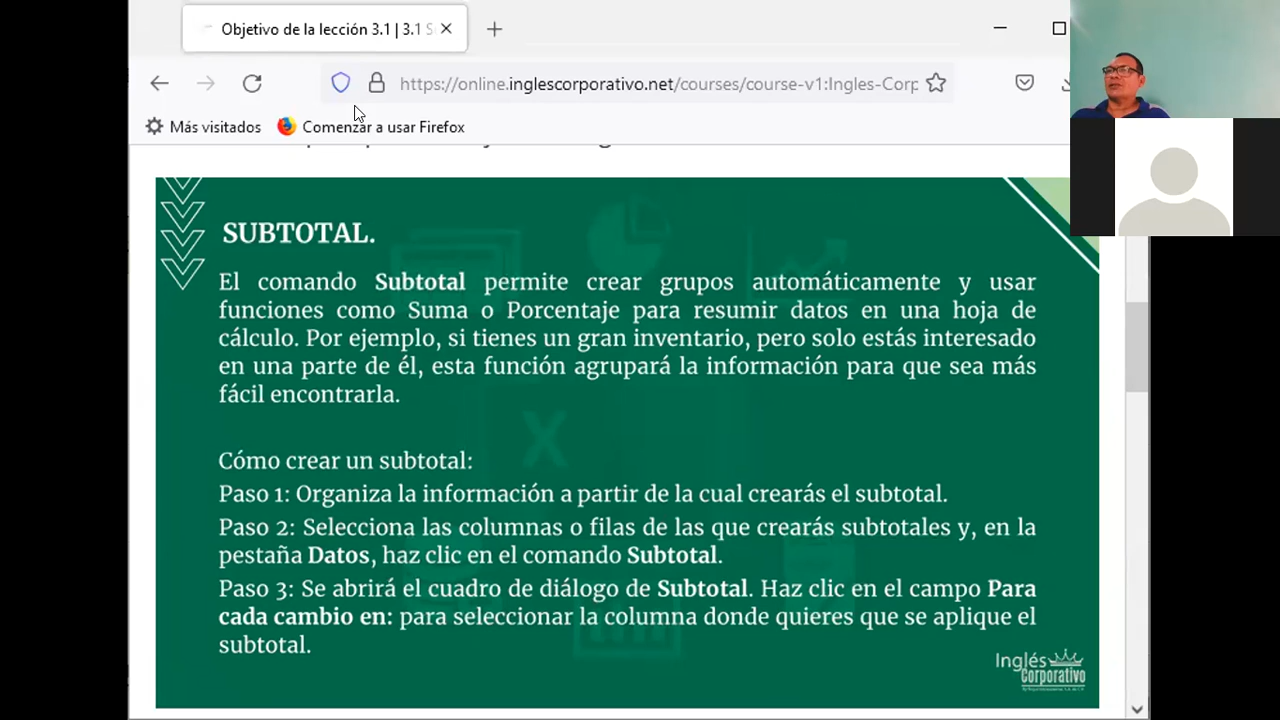 Objetivo de la lección 3.1 | 3.1 S
https://online.inglescorporativo.net/courses/course-v1:Ingles-Corp
Más visitados
Comenzar a usar Firefox
SUBTOTAL.
El comando Subtotal permite crear grupos automáticamente y usar
funciones como Suma o Porcentaje para resumir datos en una hoja de
cálculo. Por ejemplo, si tienes un gran inventario, pero solo estás interesado
en una parte de él, esta función agrupará la información para que sea más
fácil encontrarla.
Cómo crear un subtotal:
Paso 1: Organiza la información a partir de la cual crearás el subtotal.
Paso 2: Selecciona las columnas o filas de las que crearás subtotales y, en la
pestaña Datos, haz clic en el comando Subtotal.
Paso 3: Se abrirá el cuadro de diálogo de Subtotal. Haz clic en el campo Para
cada cambio en: para seleccionar la columna donde quieres que se aplique el
subtotal.
Inglés
Corporativo